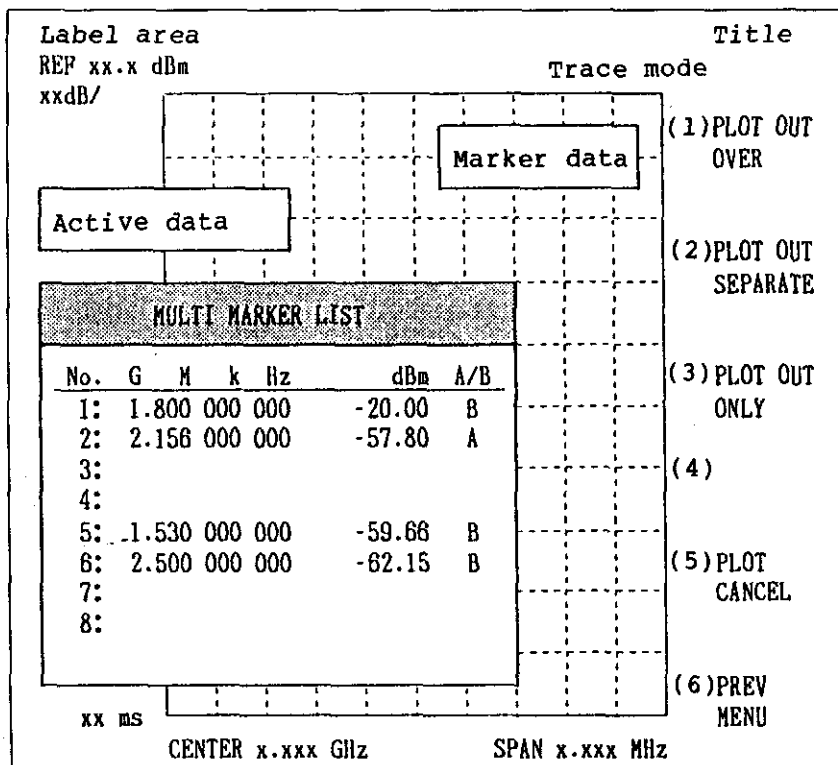 Label area
Title
REF xx.x dBm
Trace mode
xxdB/
(1)PLOT OUT
OVER
Marker data
Active data
(2)PLOT OUT
SEPARATE
MULTI MARKER LIST
No. G M k Hz dBm A/B
(3)PLOT OUT
ONLY
1: 1.800 000 000 -20.00 B
2: 2.156 000 000 -57.80 A
3:
(4)
4:
5: 1.530 000 000 -59.66 B
6: 2.500 000 000 -62.15 B
(5)PLOT
CANCEL
7:
8:
(6)PREV
MENU
xx ms
CENTER x.xxx GHz SPAN x.xxx MHz